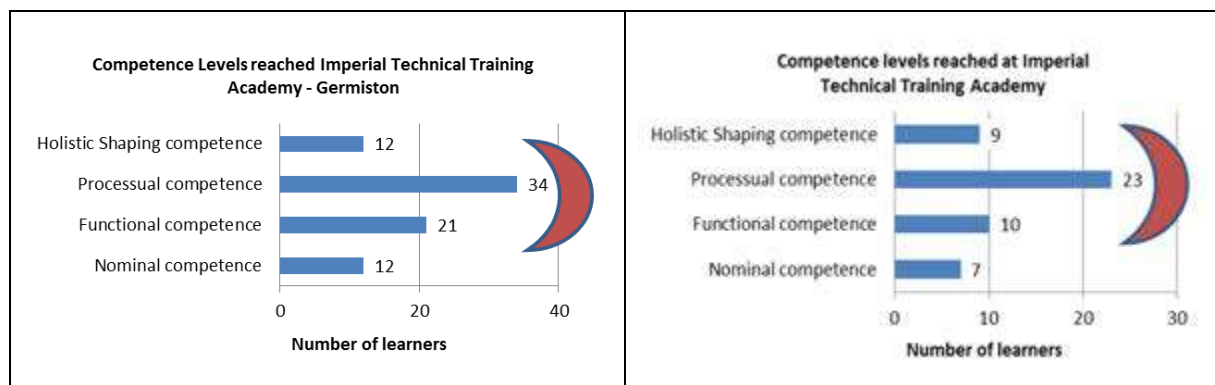 Competence Levels reached Imperial Technical Training
Academy - Germiston
Holistic Shaping competence
12
Processual competence
34
Functional competence
21
Nominal competence
12
0
20
40
Number of learners
Competence levels reached at Imperial
Technical Training Academy
Holistic Shaping competence
9
Processual competence
23
Functional competence
10
Nominal competence
7
0
10
20
30
Number of learners